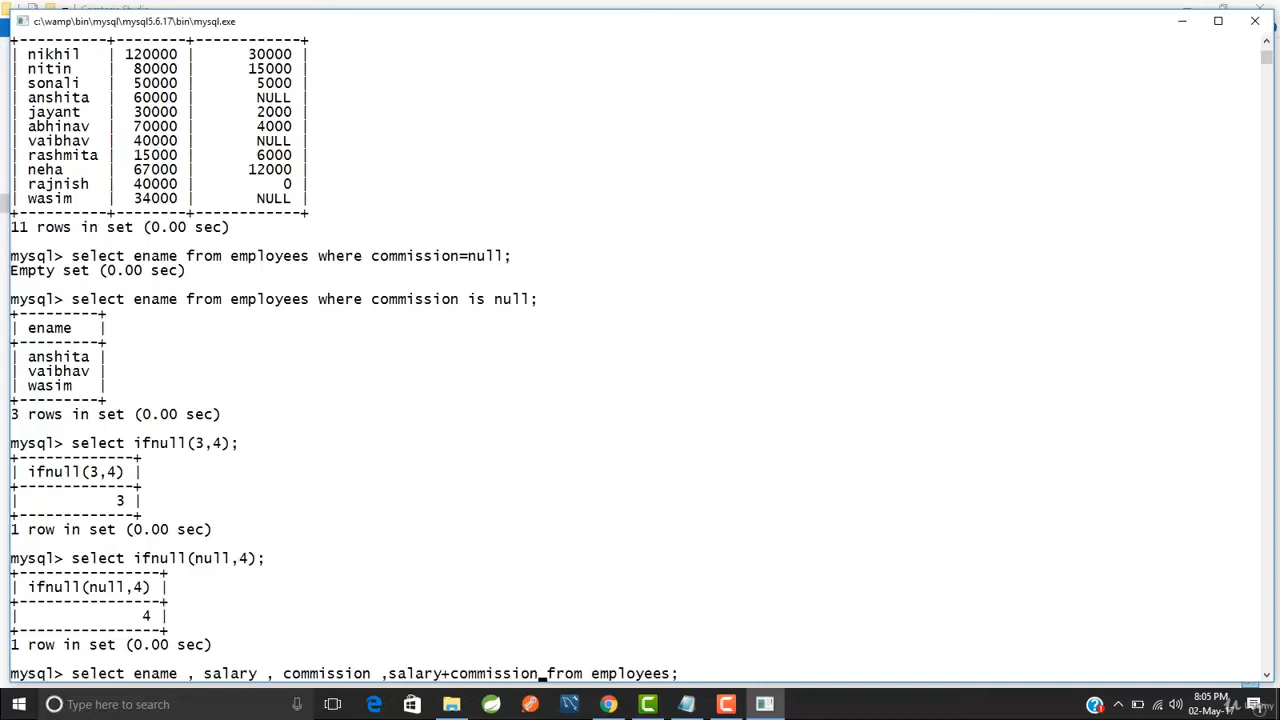 c:\wamp\bin\mysql\mysql5.6.17\bin\mysql.exe
+----------+--------+------------+
| nikhil   | 120000 |      30000 |
| nitin    |  80000 |      15000 |
| sonali   |  50000 |       5000 |
| anshita  |  60000 |       NULL |
| jayant   |  30000 |       2000 |
| abhinav  |  70000 |       4000 |
| vaibhav  |  40000 |       NULL |
| rashmita |  15000 |       6000 |
| neha     |  67000 |      12000 |
| rajnish  |  40000 |          0 |
| wasim    |  34000 |       NULL |
+----------+--------+------------+
11 rows in set (0.00 sec)
mysql> select ename from employees where commission=null;
Empty set (0.00 sec)
mysql> select ename from employees where commission is null;
+---------+
| ename   |
+---------+
| anshita |
| vaibhav |
| wasim   |
+---------+
3 rows in set (0.00 sec)
mysql> select ifnull(3,4);
+-------------+
| ifnull(3,4) |
+-------------+
|           3 |
+-------------+
1 row in set (0.00 sec)
mysql> select ifnull(null,4);
+----------------+
| ifnull(null,4) |
+----------------+
|              4 |
+----------------+
1 row in set (0.00 sec)
mysql> select ename , salary , commission ,salary+commission from employees;
Type here to search
8:05 PM
02-May-17